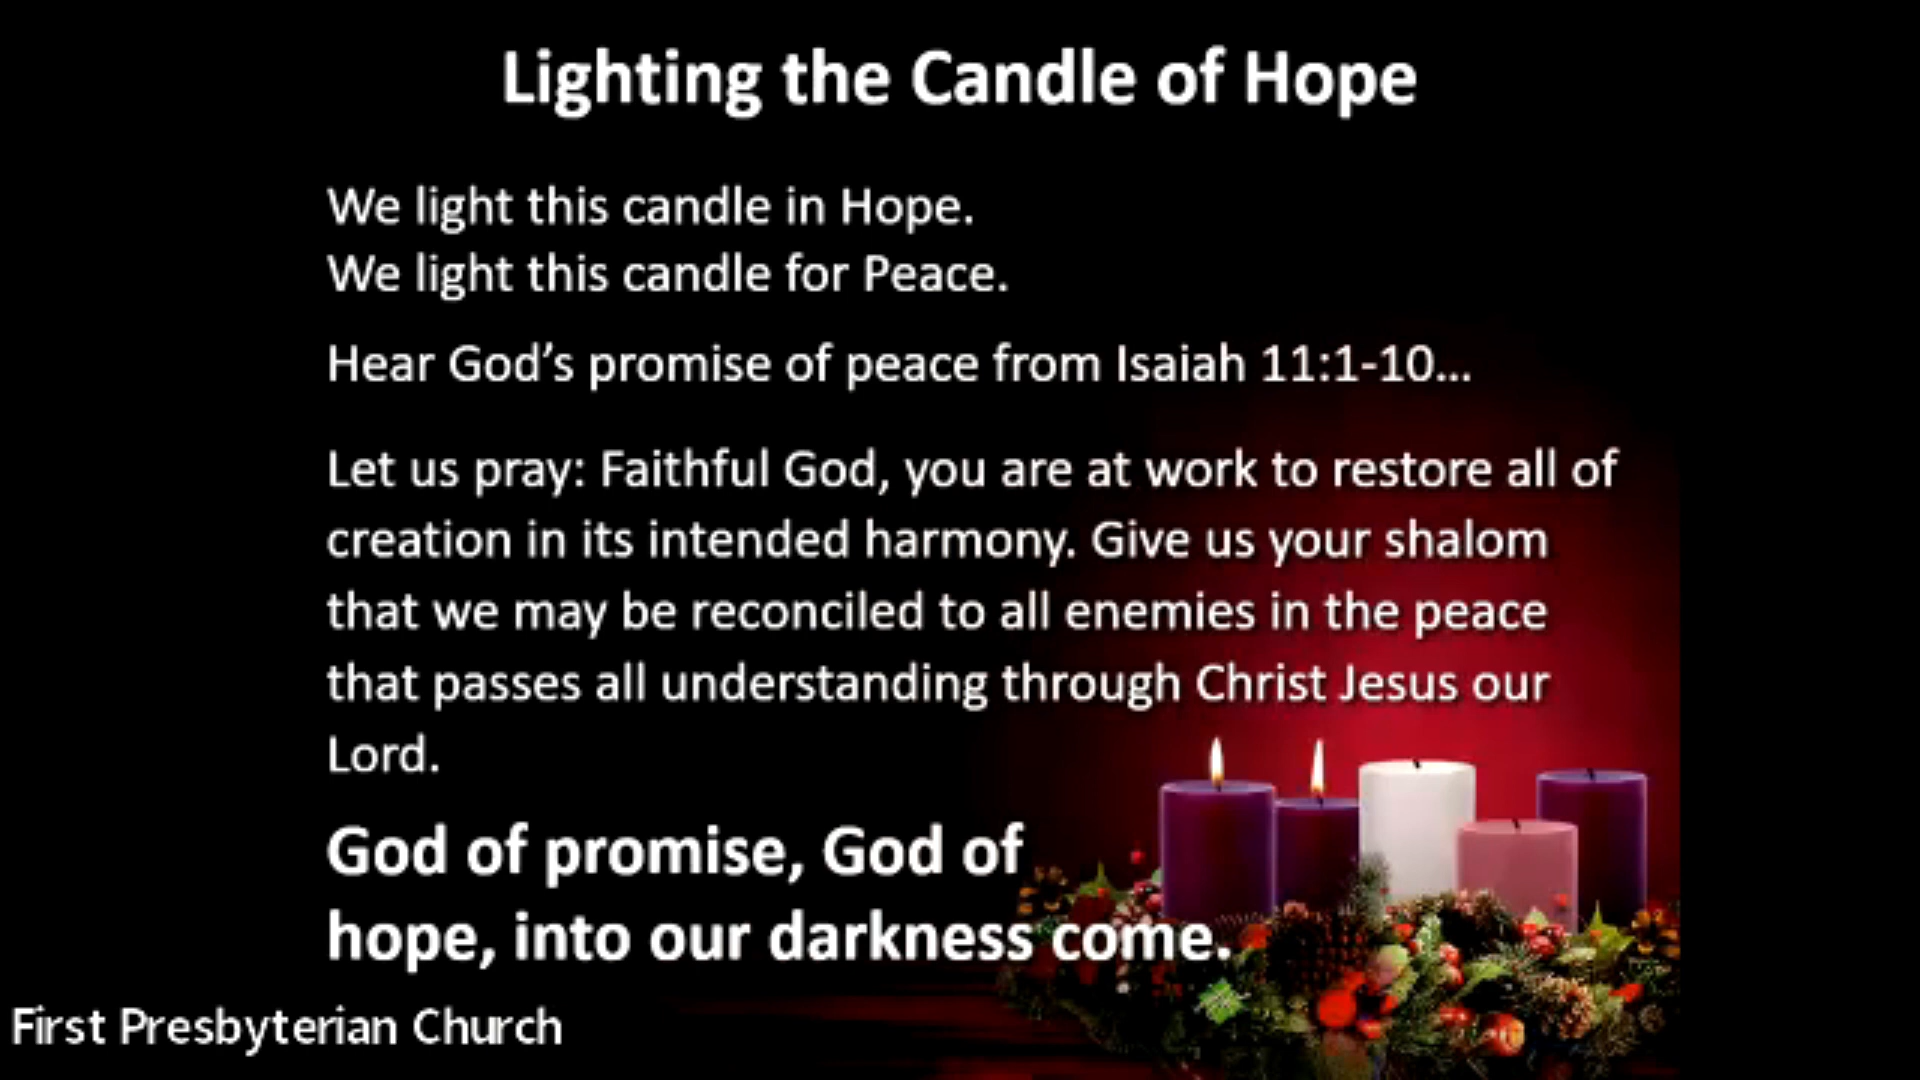 Lighting the Candle of Hope
We light this candle in Hope.
We light this candle for Peace.
Hear God’s promise of peace from Isaiah 11:1-10...
Let us pray: Faithful God, you are at work to restore all of
creation in its intended harmony. Give us your shalom
that we may be reconciled to all enemies in the peace
that passes all understanding through Christ Jesus our
Lord.
God of promise, God of
hope, into our darkness come.
First Presbyterian Church